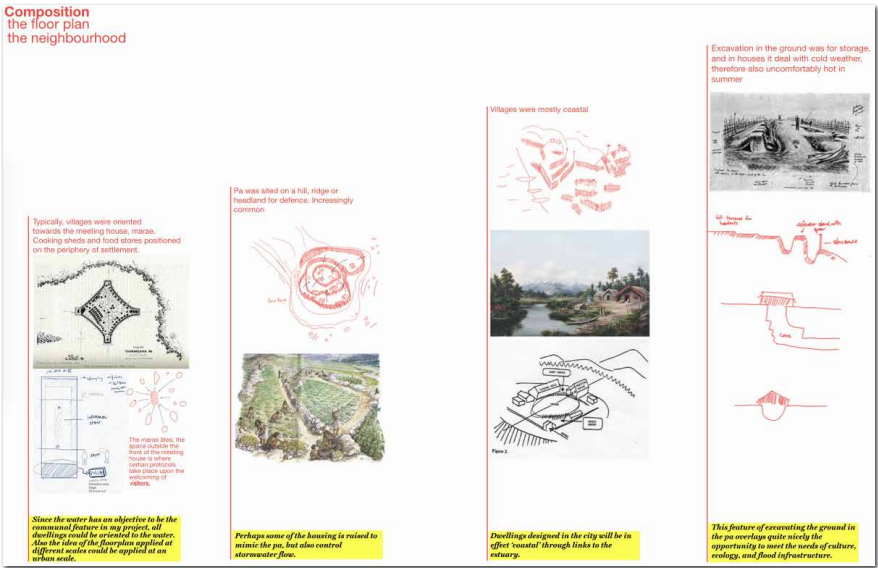 Composition
the floor plan
the neighbourhood
Typically, villages were oriented
towards the meeting house, marae.
Cooking sheds and food stores positioned
on the periphery of settlement.
The marae atea, the
space outside the
front of the meeting
house is where
certian protocols
take place upon the
welcoming of
visitors.
Since the water has an objective to be the
communal feature in my project, all
dwellings could be oriented to the water.
Also the idea of the floorplan applied at
different scales could be applied at an
urban scale.
Pa was sited on a hill, ridge or
headland for defence. Increasingly
common
Perhaps some of the housing is raised to
mimic the pa, but also control
stormwater flow.
Villages were mostly coastal
Figure 2.
Dwellings designed in the city will be in
effect 'coastal' through links to the
estuary.
Excavation in the ground was for storage,
and in houses it deal with cold weather,
therefore also uncomfortably hot in
summer
cave
This feature of excavating the ground in
the pa overlays quite nicely the
opportunity to meet the needs of culture,
ecology, and flood infrastructure.